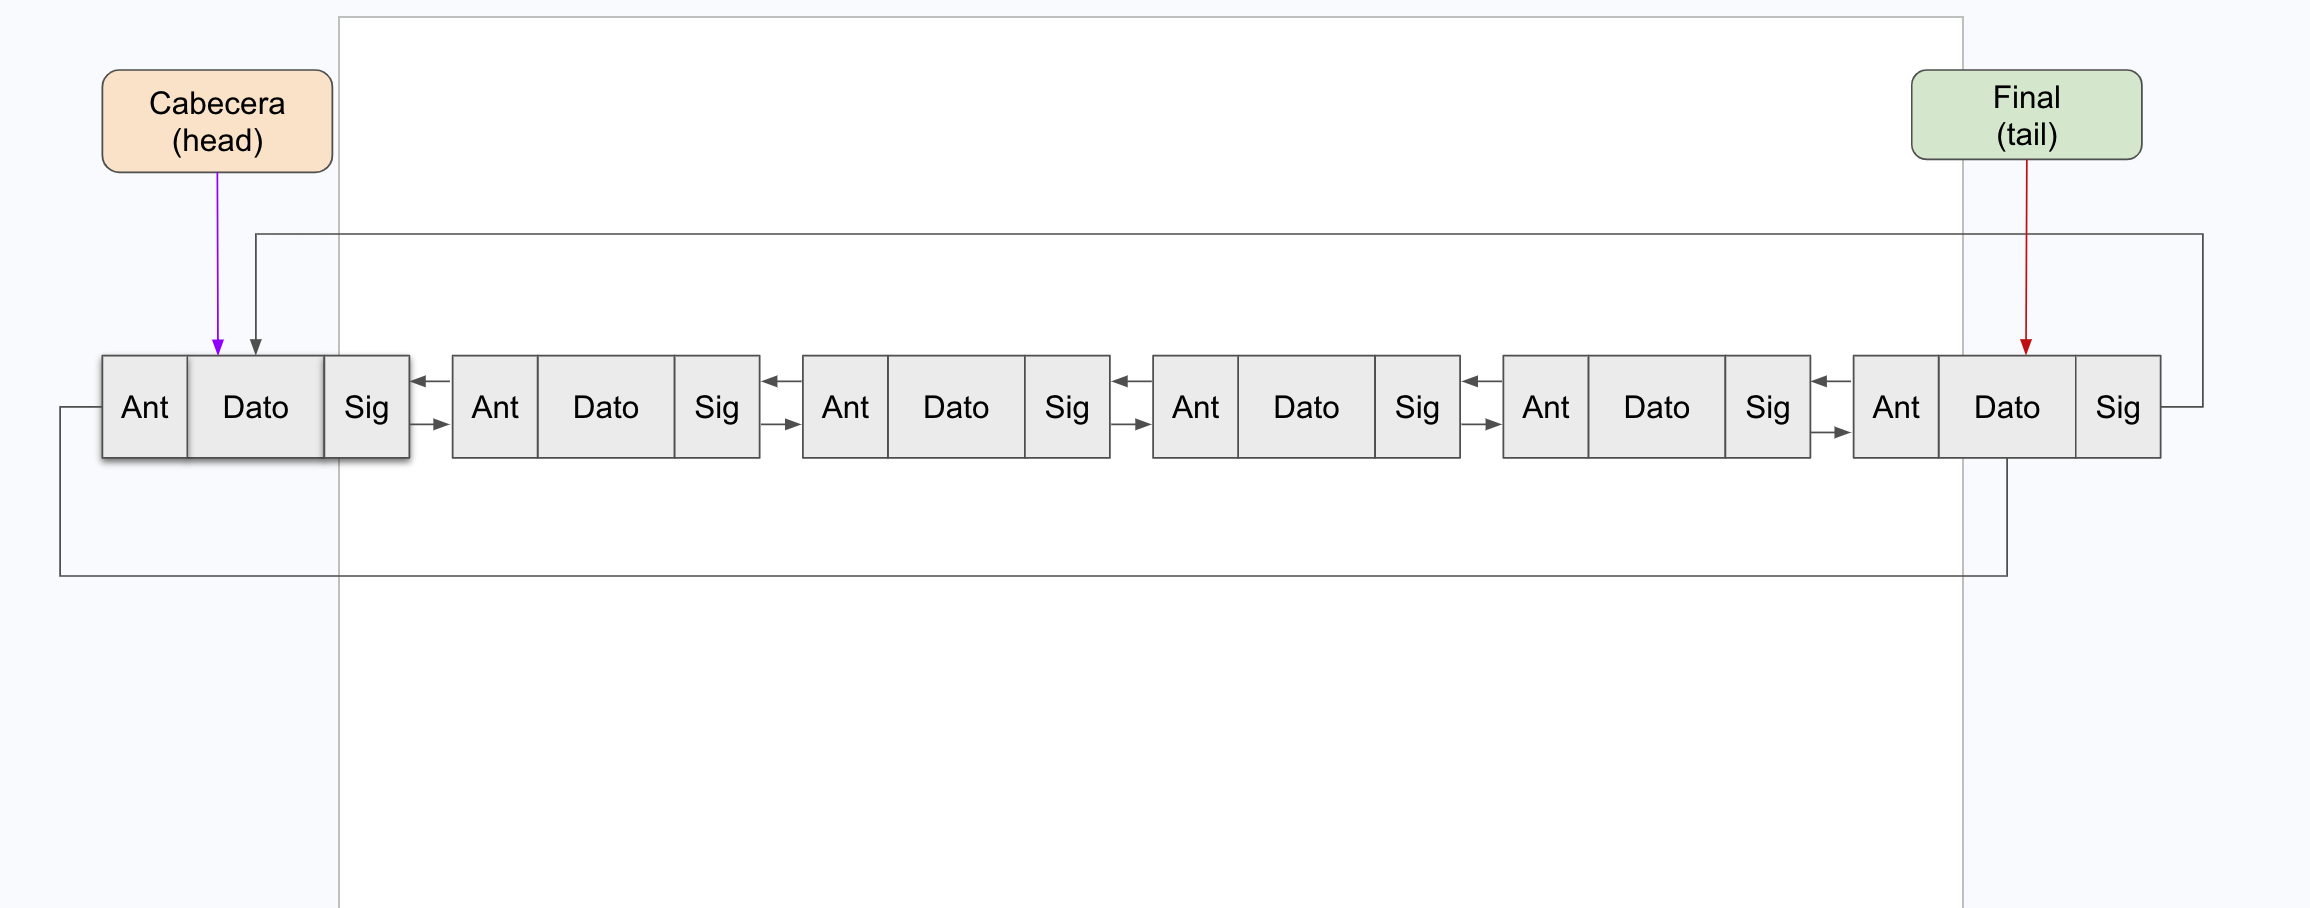 Cabecera
(head)
Final
(tail)
Ant Dato Sig Ant Dato Sig Ant Dato Sig Ant Dato Sig Ant Dato Sig Ant Dato Sig